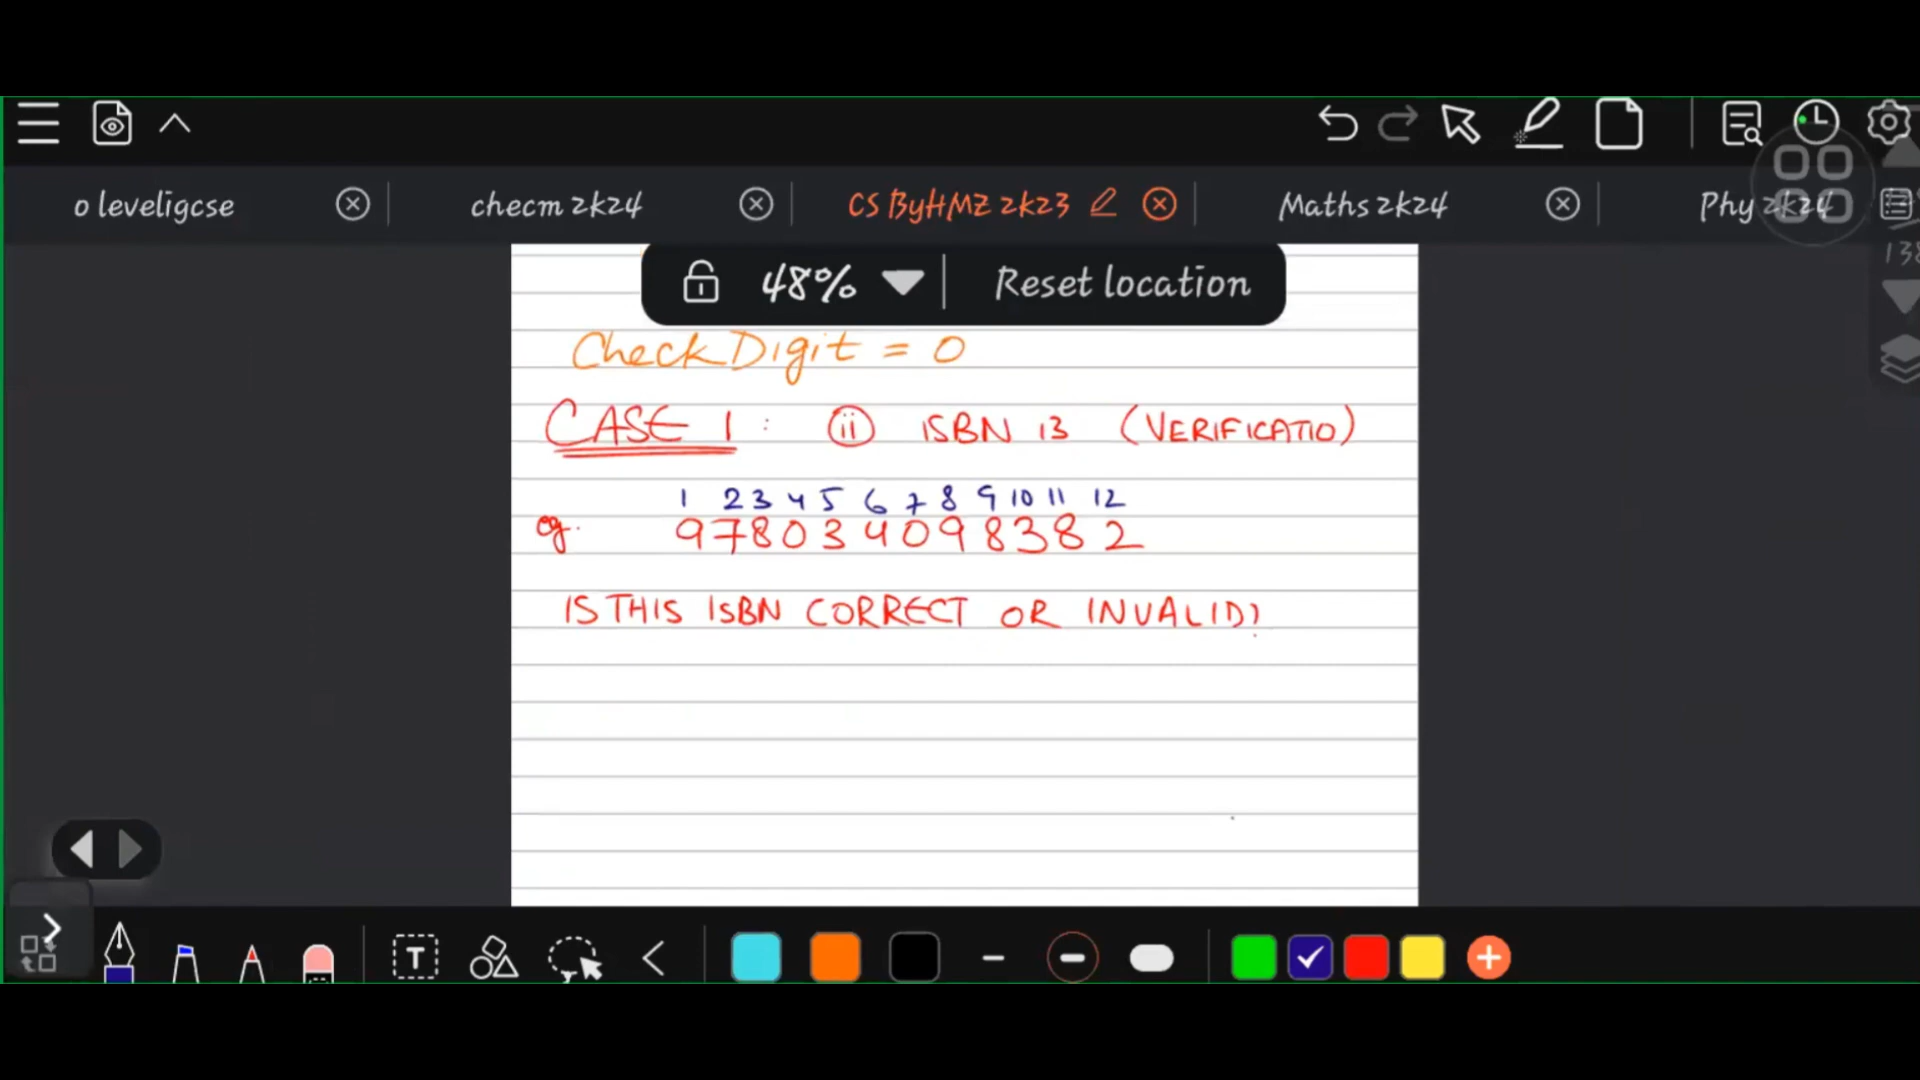 o leveligcse checm 2k24 CS ByHMZ 2k23 Maths 2k24 Phy 2k24
48% Reset location
138
Check Digit = 0
CASE 1 : (ii) ISBN 13 (VERIFICATIO)
1 2 3 4 5 6 7 8 9 10 11 12
eg. 9 7 8 0 3 4 0 9 8 3 8 2
IS THIS ISBN CORRECT OR INVALID?
T